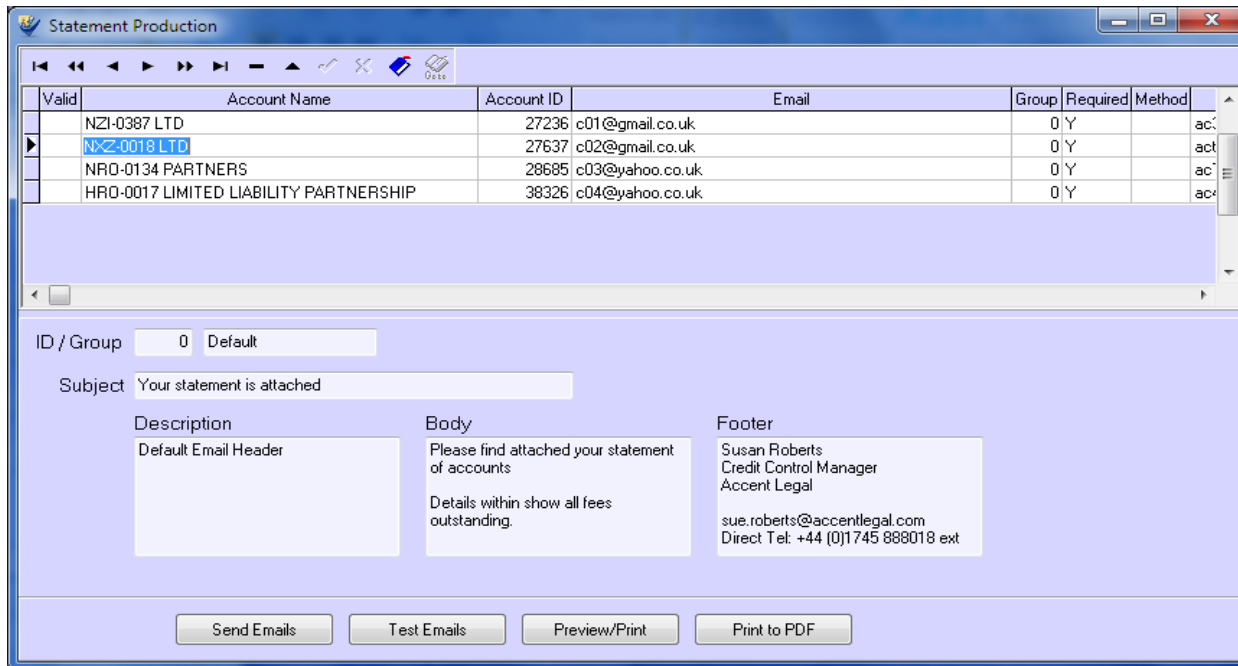 Statement Production
Goto
Valid Account Name Account ID Email Group Required Method
NZI-0387 LTD 27236 c01@gmail.co.uk 0 Y
NXZ-0018 LTD 27637 c02@gmail.co.uk 0 Y
NRO-0134 PARTNERS 28685 c03@yahoo.co.uk 0 Y
HRO-0017 LIMITED LIABILITY PARTNERSHIP 38326 c04@yahoo.co.uk 0 Y
ID / Group 0 Default
Subject Your statement is attached
Description Body Footer
Default Email Header
Please find attached your statement
of accounts
Details within show all fees
outstanding.
Susan Roberts
Credit Control Manager
Accent Legal
sue.roberts@accentlegal.com
Direct Tel: +44 (0)1745 888018 ext
Send Emails Test Emails Preview/Print Print to PDF